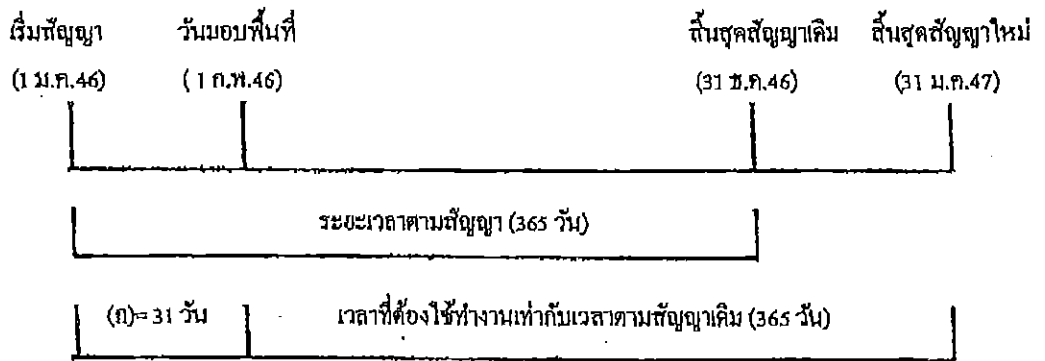 เริ่มสัญญา วันมอบพื้นที่ สิ้นสุดสัญญาเดิม สิ้นสุดสัญญาใหม่
(1 ม.ค.46) ( 1 ก.พ.46) (31 ธ.ค.46) (31 ม.ค.47)
ระยะเวลาตามสัญญา (365 วัน)
(ก)= 31 วัน เวลาที่ต้องใช้ทำงานเท่ากับเวลาตามสัญญาเดิม (365 วัน)